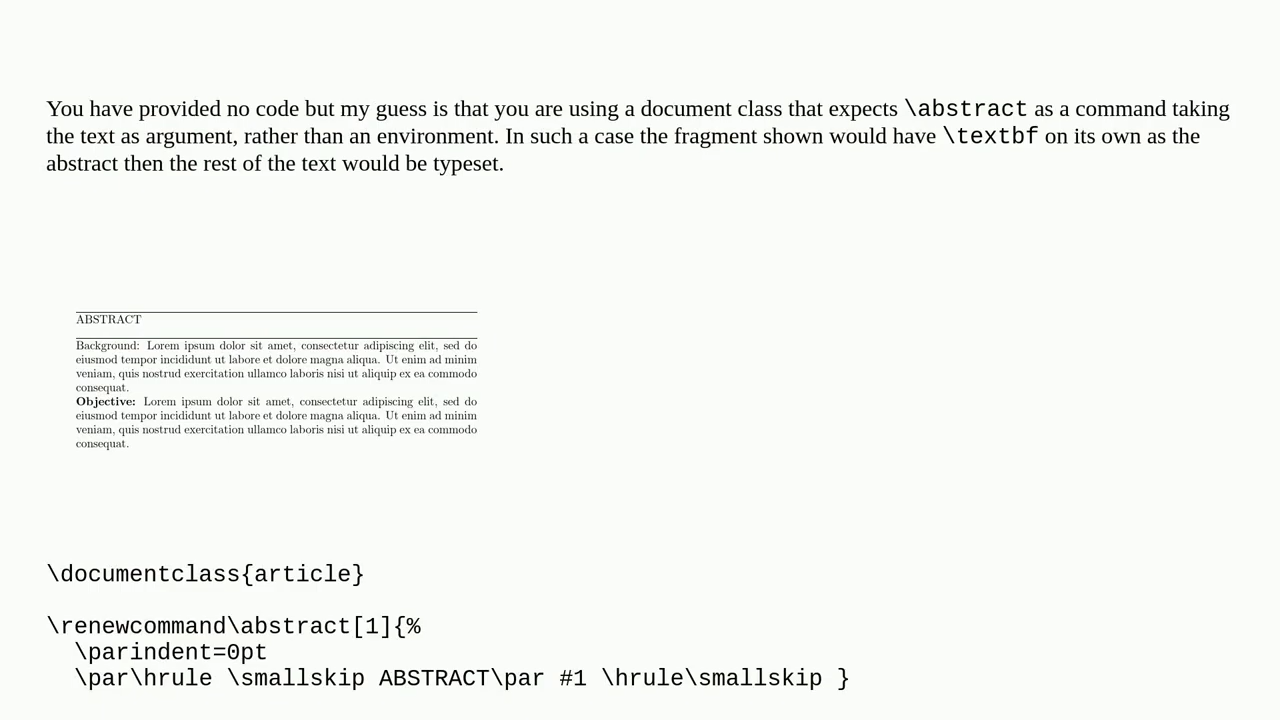 You have provided no code but my guess is that you are using a document class that expects \abstract as a command taking
the text as argument, rather than an environment. In such a case the fragment shown would have \textbf on its own as the
abstract then the rest of the text would be typeset.
ABSTRACT
Background: Lorem ipsum dolor sit amet, consectetur adipiscing elit, sed do
eiusmod tempor incididunt ut labore et dolore magna aliqua. Ut enim ad minim
veniam, quis nostrud exercitation ullamco laboris nisi ut aliquip ex ea commodo
consequat.
Objective: Lorem ipsum dolor sit amet, consectetur adipiscing elit, sed do
eiusmod tempor incididunt ut labore et dolore magna aliqua. Ut enim ad minim
veniam, quis nostrud exercitation ullamco laboris nisi ut aliquip ex ea commodo
consequat.
\documentclass{article}
\renewcommand\abstract[1]{%
\parindent=0pt
\par\hrule \smallskip ABSTRACT\par #1 \hrule\smallskip }